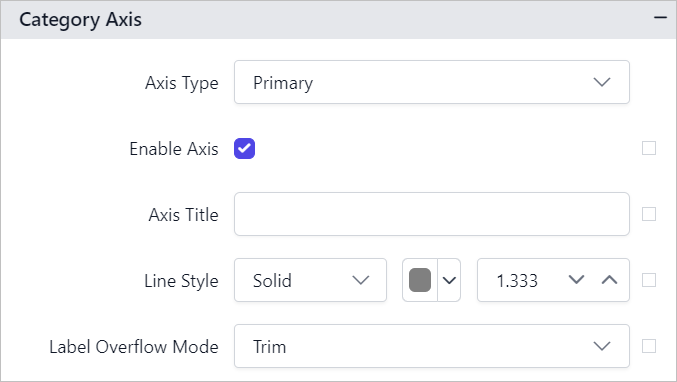 Category Axis
Axis Type Primary
Enable Axis
Axis Title
Line Style Solid 1.333
Label Overflow Mode Trim